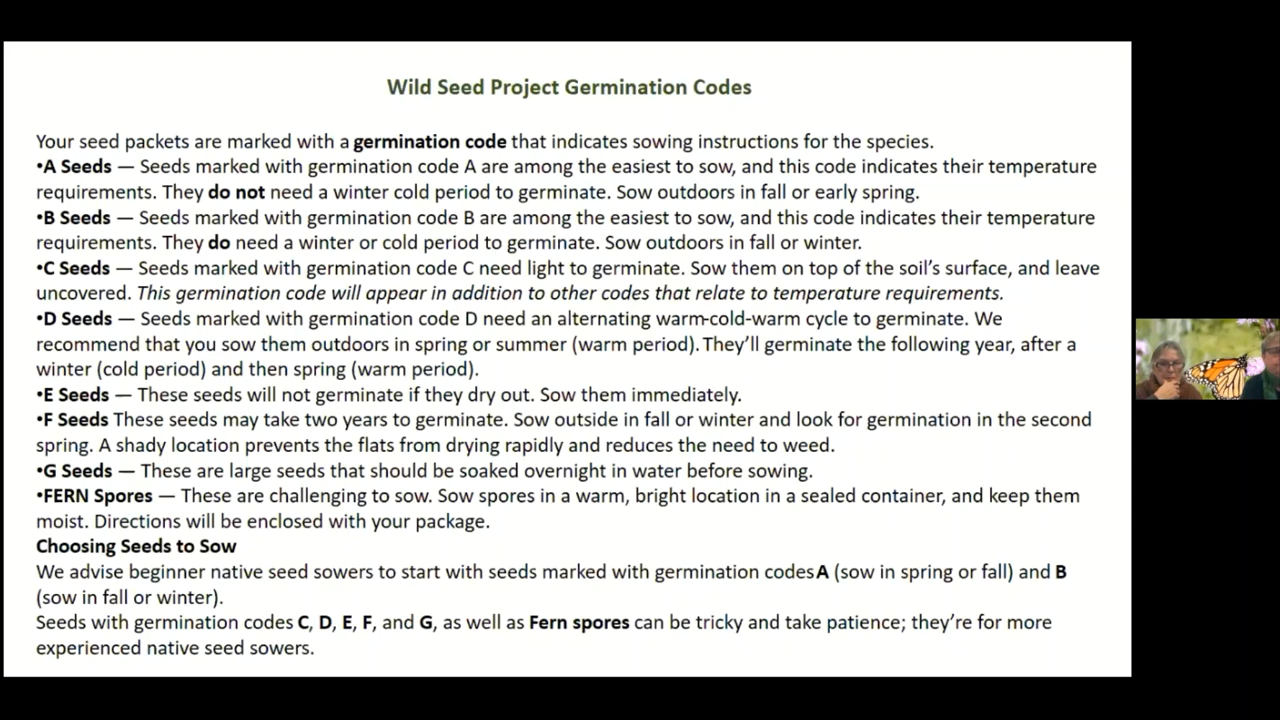 Wild Seed Project Germination Codes
Your seed packets are marked with a germination code that indicates sowing instructions for the species.
•A Seeds — Seeds marked with germination code A are among the easiest to sow, and this code indicates their temperature
requirements. They do not need a winter cold period to germinate. Sow outdoors in fall or early spring.
•B Seeds — Seeds marked with germination code B are among the easiest to sow, and this code indicates their temperature
requirements. They do need a winter or cold period to germinate. Sow outdoors in fall or winter.
•C Seeds — Seeds marked with germination code C need light to germinate. Sow them on top of the soil’s surface, and leave
uncovered. This germination code will appear in addition to other codes that relate to temperature requirements.
•D Seeds — Seeds marked with germination code D need an alternating warm-cold-warm cycle to germinate. We
recommend that you sow them outdoors in spring or summer (warm period). They’ll germinate the following year, after a
winter (cold period) and then spring (warm period).
•E Seeds — These seeds will not germinate if they dry out. Sow them immediately.
•F Seeds These seeds may take two years to germinate. Sow outside in fall or winter and look for germination in the second
spring. A shady location prevents the flats from drying rapidly and reduces the need to weed.
•G Seeds — These are large seeds that should be soaked overnight in water before sowing.
•FERN Spores — These are challenging to sow. Sow spores in a warm, bright location in a sealed container, and keep them
moist. Directions will be enclosed with your package.
Choosing Seeds to Sow
We advise beginner native seed sowers to start with seeds marked with germination codes A (sow in spring or fall) and B
(sow in fall or winter).
Seeds with germination codes C, D, E, F, and G, as well as Fern spores can be tricky and take patience; they’re for more
experienced native seed sowers.